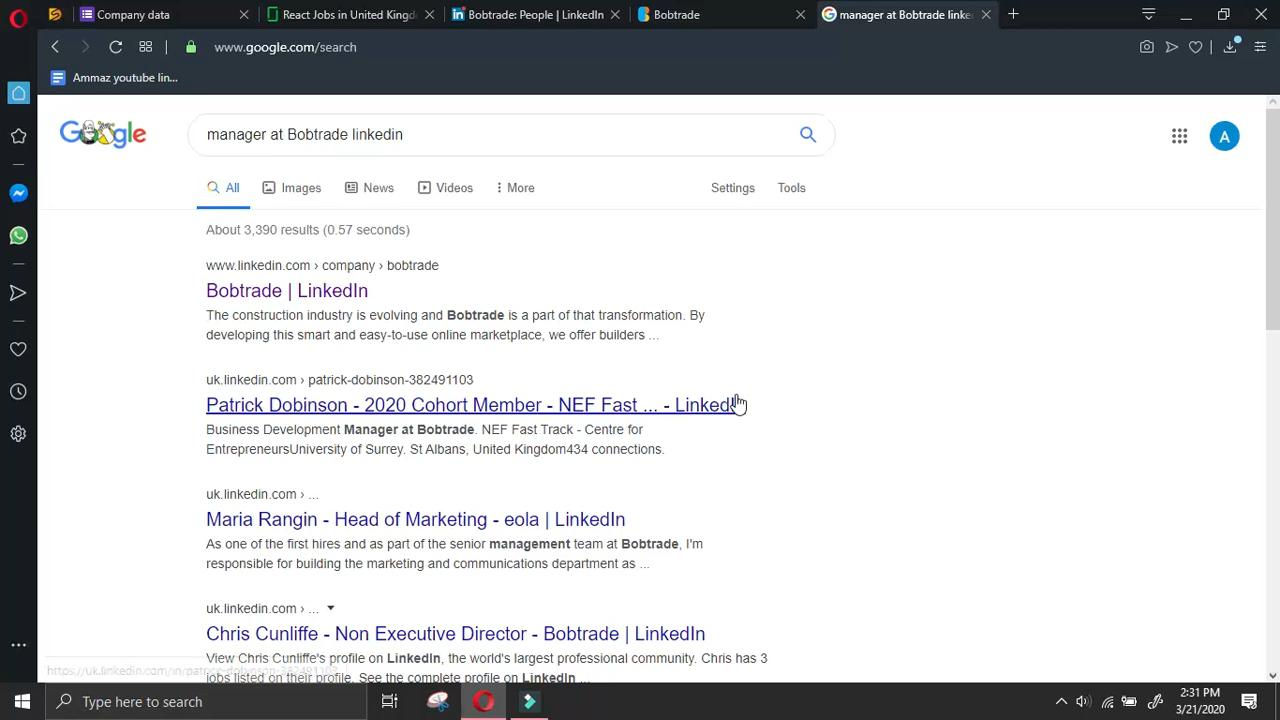 Company data
React Jobs in United Kingd
Bobtrade: People | LinkedIn
Bobtrade
manager at Bobtrade linke
www.google.com/search
Ammaz youtube lin...
Google
manager at Bobtrade linkedin
A
All
Images
News
Videos
More
Settings
Tools
About 3,390 results (0.57 seconds)
www.linkedin.com › company › bobtrade
Bobtrade | LinkedIn
The construction industry is evolving and Bobtrade is a part of that transformation. By
developing this smart and easy-to-use online marketplace, we offer builders ...
uk.linkedin.com › patrick-dobinson-382491103
Patrick Dobinson - 2020 Cohort Member - NEF Fast ... - LinkedIn
Business Development Manager at Bobtrade. NEF Fast Track - Centre for
EntrepreneursUniversity of Surrey. St Albans, United Kingdom434 connections.
uk.linkedin.com › ...
Maria Rangin - Head of Marketing - eola | LinkedIn
As one of the first hires and as part of the senior management team at Bobtrade, I'm
responsible for building the marketing and communications department as ...
uk.linkedin.com › ...
Chris Cunliffe - Non Executive Director - Bobtrade | LinkedIn
View Chris Cunliffe's profile on LinkedIn, the world's largest professional community. Chris has 3
jobs listed on their profile. See the complete profile on LinkedIn ...
https://uk.linkedin.com/in/patrick-dobinson-382491103
Type here to search
2:31 PM
3/21/2020